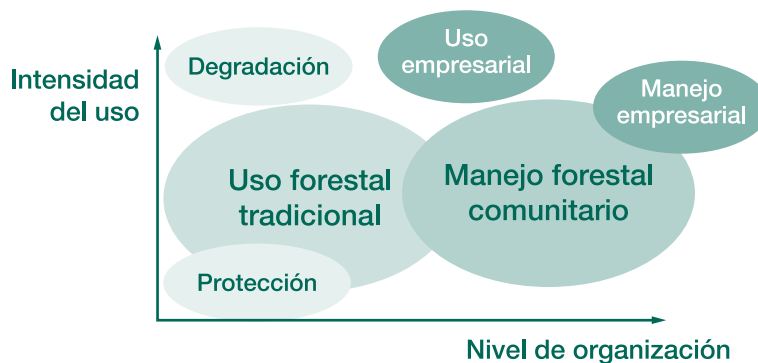 Intensidad
del uso
Degradación
Uso
empresarial
Manejo
empresarial
Uso forestal
tradicional
Manejo forestal
comunitario
Protección
Nivel de organización